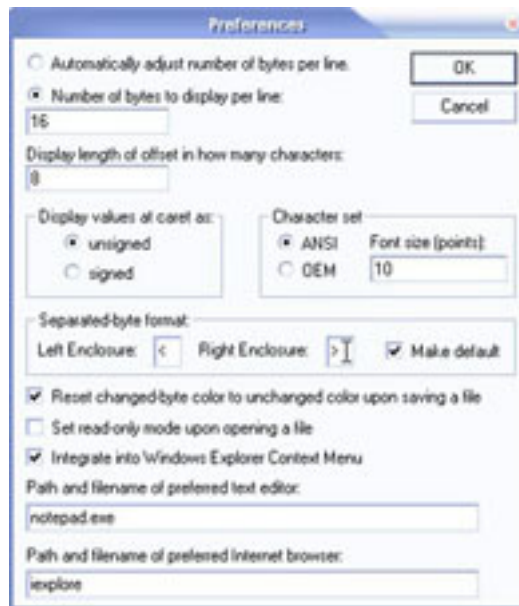 Preferences
Automatically adjust number of bytes per line.
OK
Number of bytes to display per line:
Cancel
16
Display length of offset in how many characters:
8
Display values at caret as:
Character set
unsigned
ANSI
Font size (points):
signed
OEM
10
Separated-byte format:
Left Enclosure: < Right Enclosure: > Make default
Reset changed-byte color to unchanged color upon saving a file
Set read-only mode upon opening a file
Integrate into Windows Explorer Context Menu
Path and filename of preferred text editor:
notepad.exe
Path and filename of preferred Internet browser:
iexplore